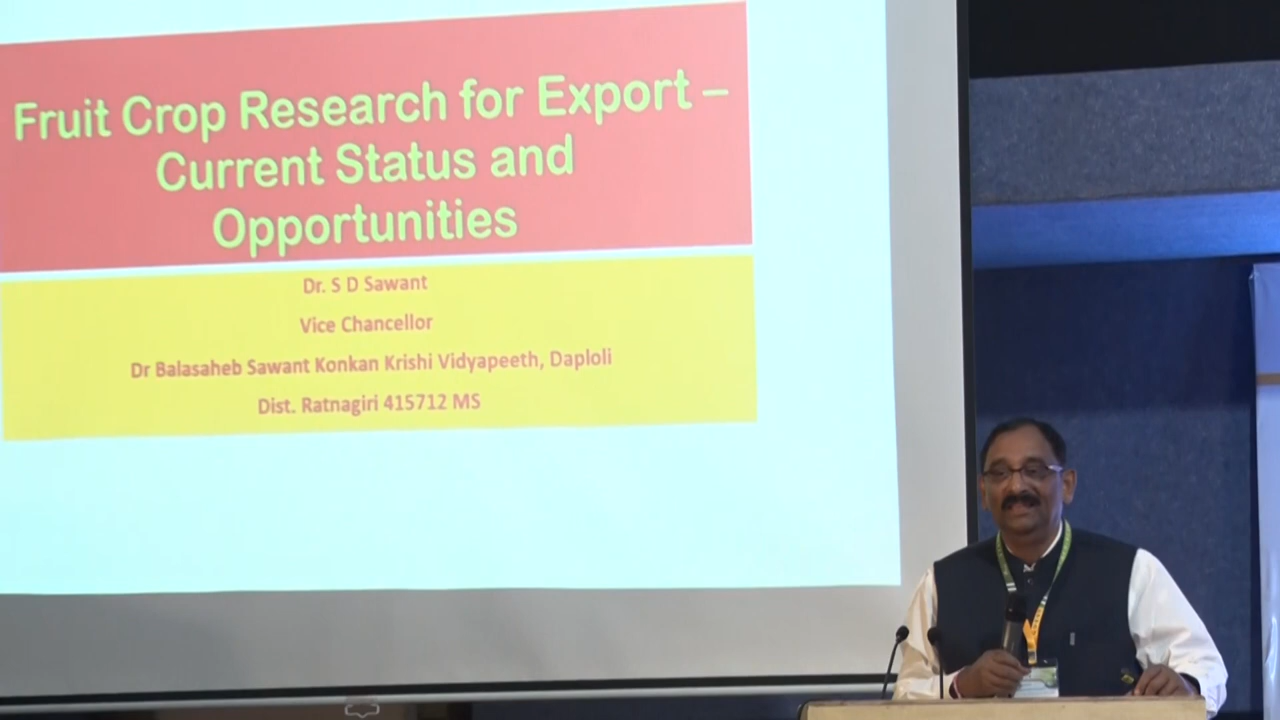 Fruit Crop Research for Export –
Current Status and
Opportunities
Dr. S D Sawant
Vice Chancellor
Dr Balasaheb Sawant Konkan Krishi Vidyapeeth, Daploli
Dist. Ratnagiri 415712 MS